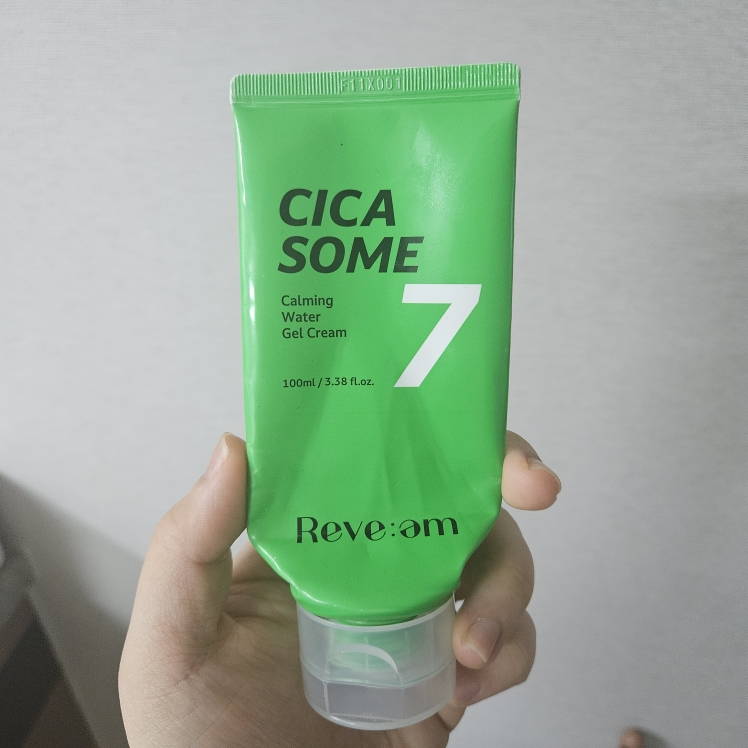 F11X001
CICA
SOME
7
Calming
Water
Gel Cream
100ml / 3.38 fl.oz.
Reve:am